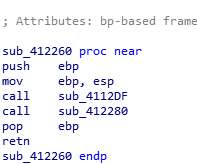 ; Attributes: bp-based frame
sub_412260 proc near
push ebp
mov ebp, esp
call sub_4112DF
call sub_412280
pop ebp
retn
sub_412260 endp